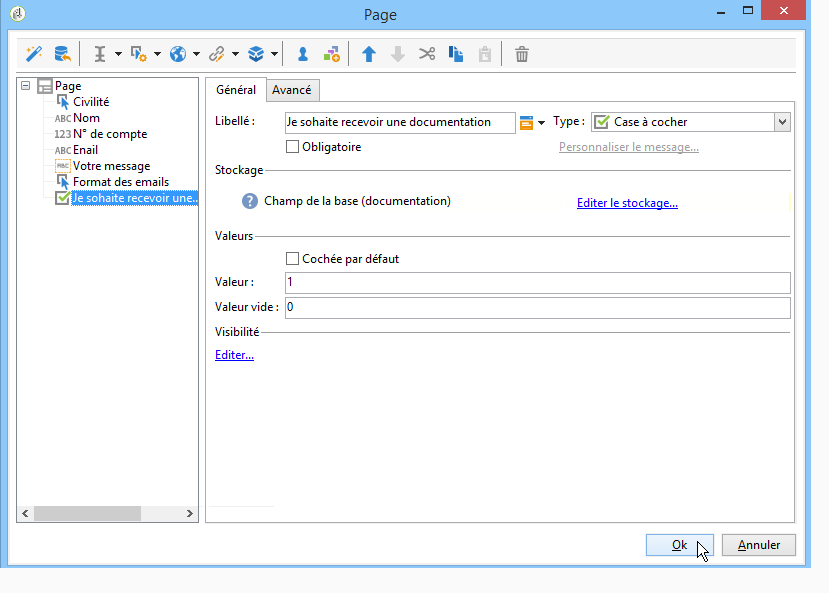 Page
Page
Civilité
ABC Nom
123 N° de compte
ABC Email
Votre message
Format des emails
Je sohaite recevoir une...
Général Avancé
Libellé : Je sohaite recevoir une documentation Type : Case à cocher
Obligatoire Personnaliser le message...
Stockage
? Champ de la base (documentation) Editer le stockage...
Valeurs
Cochée par défaut
Valeur : 1
Valeur vide : 0
Visibilité
Editer...
Ok Annuler